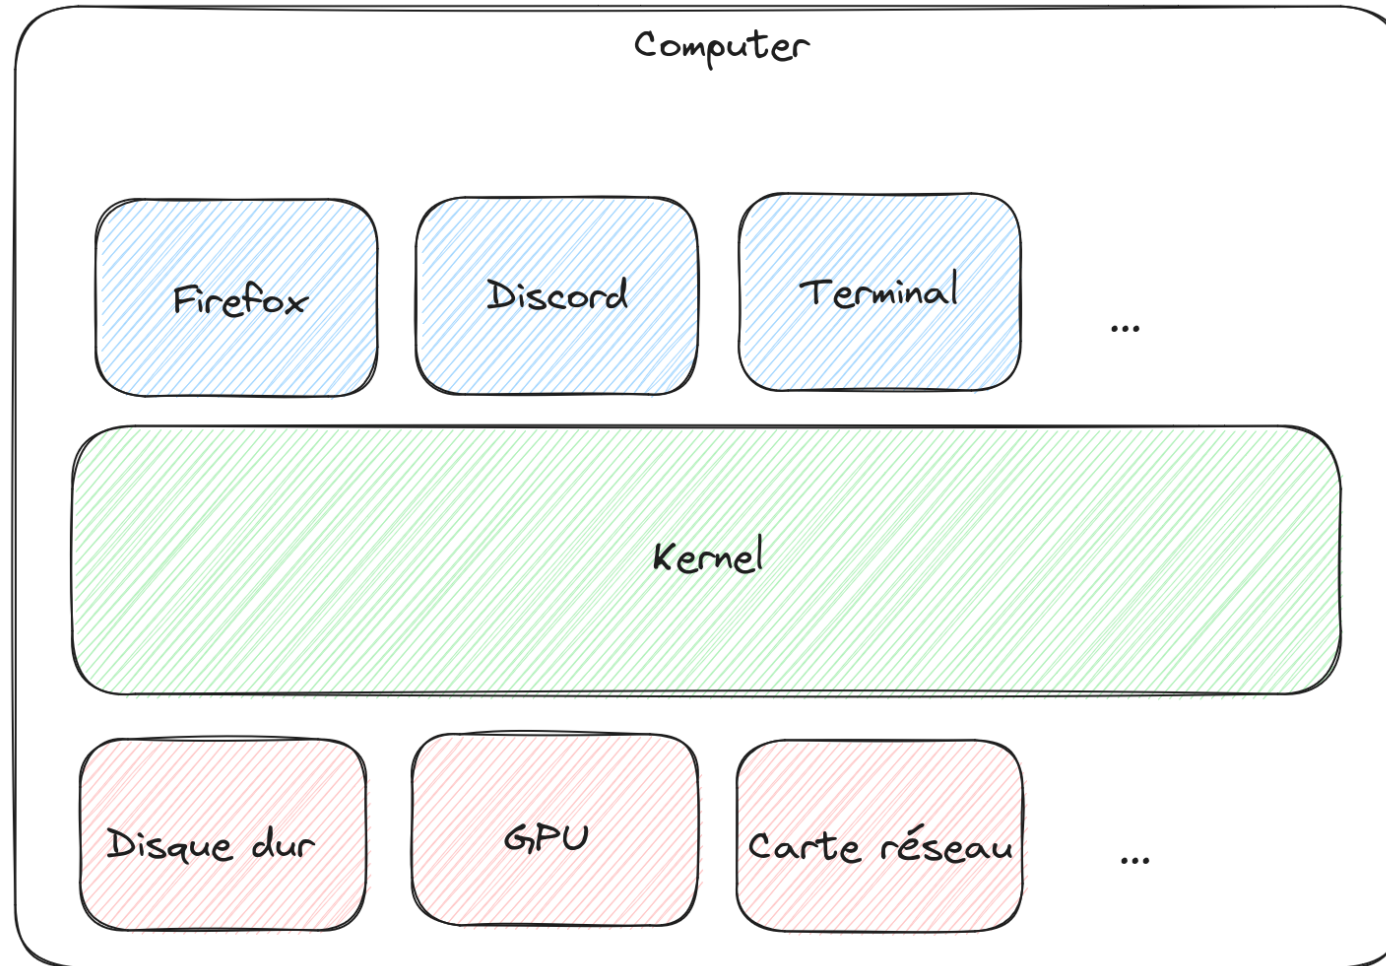 Computer
Firefox
Discord
Terminal
...
Kernel
Disque dur
GPU
Carte réseau
...